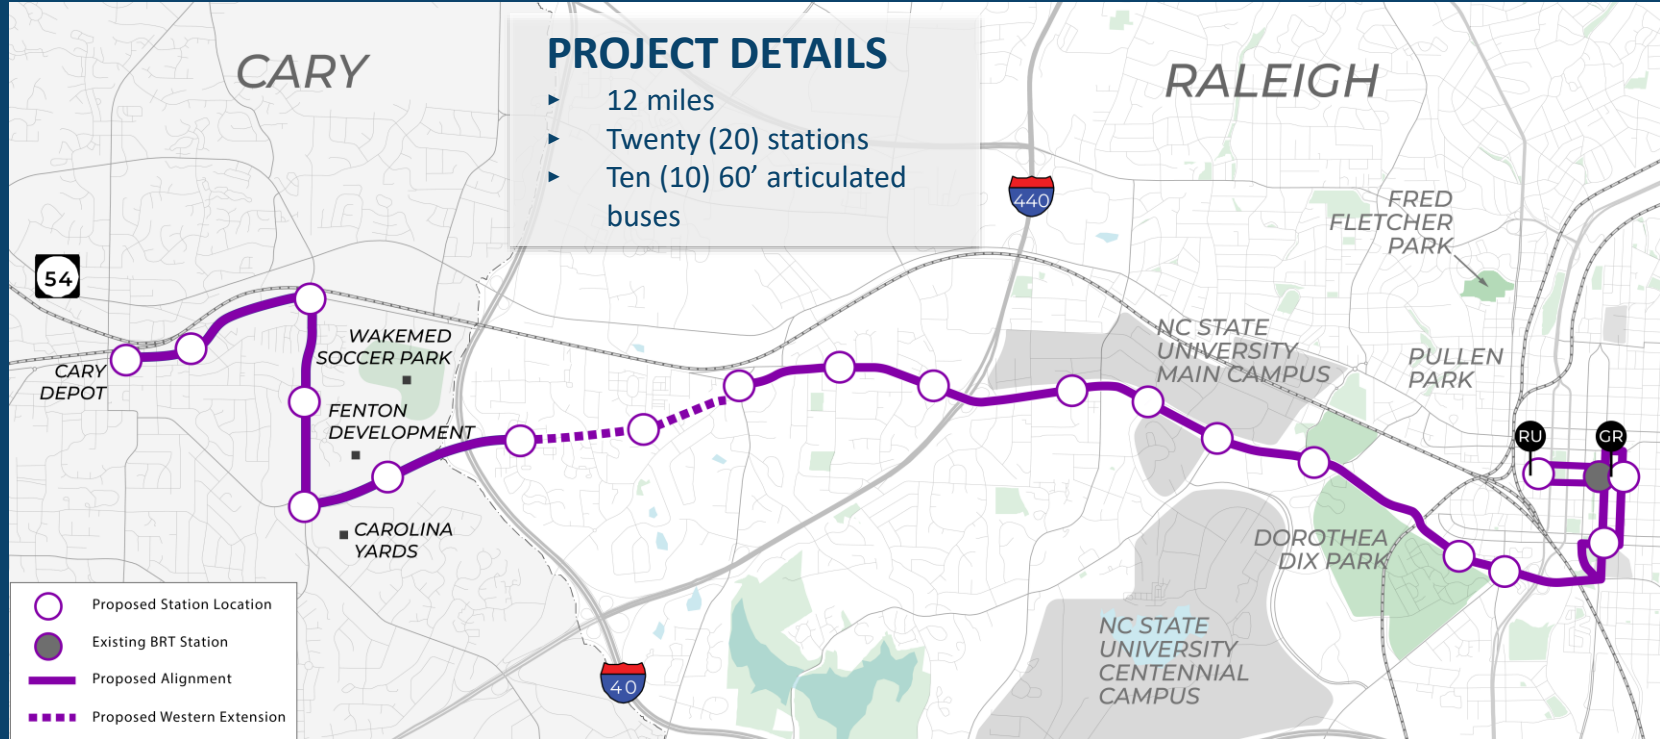 CARY
PROJECT DETAILS
► 12 miles
► Twenty (20) stations
► Ten (10) 60’ articulated
buses
RALEIGH
440
FRED
FLETCHER
PARK
54
WAKEMED
SOCCER PARK
CARY
DEPOT
FENTON
DEVELOPMENT
CAROLINA
YARDS
NC STATE
UNIVERSITY
MAIN CAMPUS
PULLEN
PARK
RU
GR
DOROTHEA
DIX PARK
NC STATE
UNIVERSITY
CENTENNIAL
CAMPUS
40
Proposed Station Location
Existing BRT Station
Proposed Alignment
Proposed Western Extension